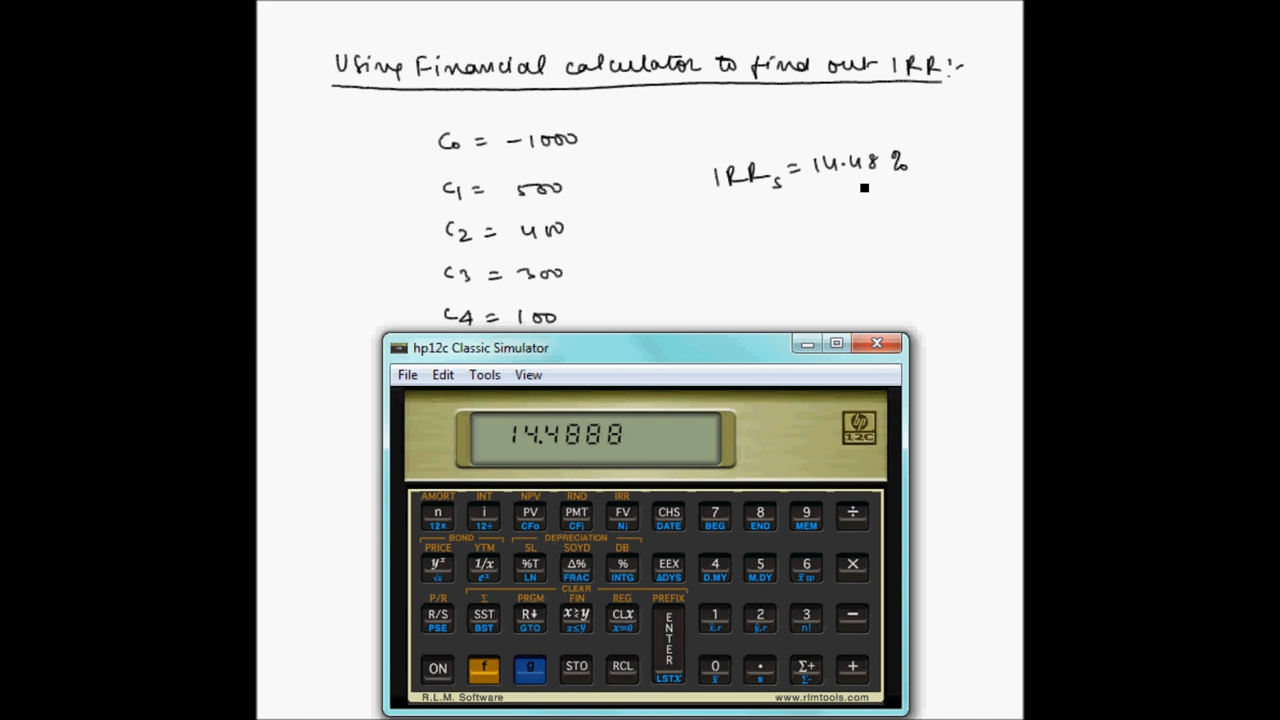 Using Financial calculator to find out IRR:-
C0 = -1000
IRRs = 14.48 %
C1 = 500
C2 = 400
C3 = 300
C4 = 100
hp12c Classic Simulator
File Edit Tools View
14.4888
hp
12C
AMORT INT NPV RND IRR
n i PV PMT FV CHS 7 8 9 ÷
12× 12÷ CFo CFj Nj DATE BEG END MEM
BOND DEPRECIATION
PRICE YTM SL SOYD DB
y^x 1/x %T Δ% % EEX 4 5 6 ×
√x e^x LN FRAC INTG ΔDYS D.MY M.DY x̄w
CLEAR
P/R Σ PRGM FIN REG PREFIX
R/S SST R↓ x≷y CLx ENTER 1 2 3 −
PSE BST GTO x≤y x=0 x̂,r ŷ,r n!
ON f g STO RCL 0 . Σ+ +
LSTX x̄ s Σ-
R.L.M. Software www.rlmtools.com